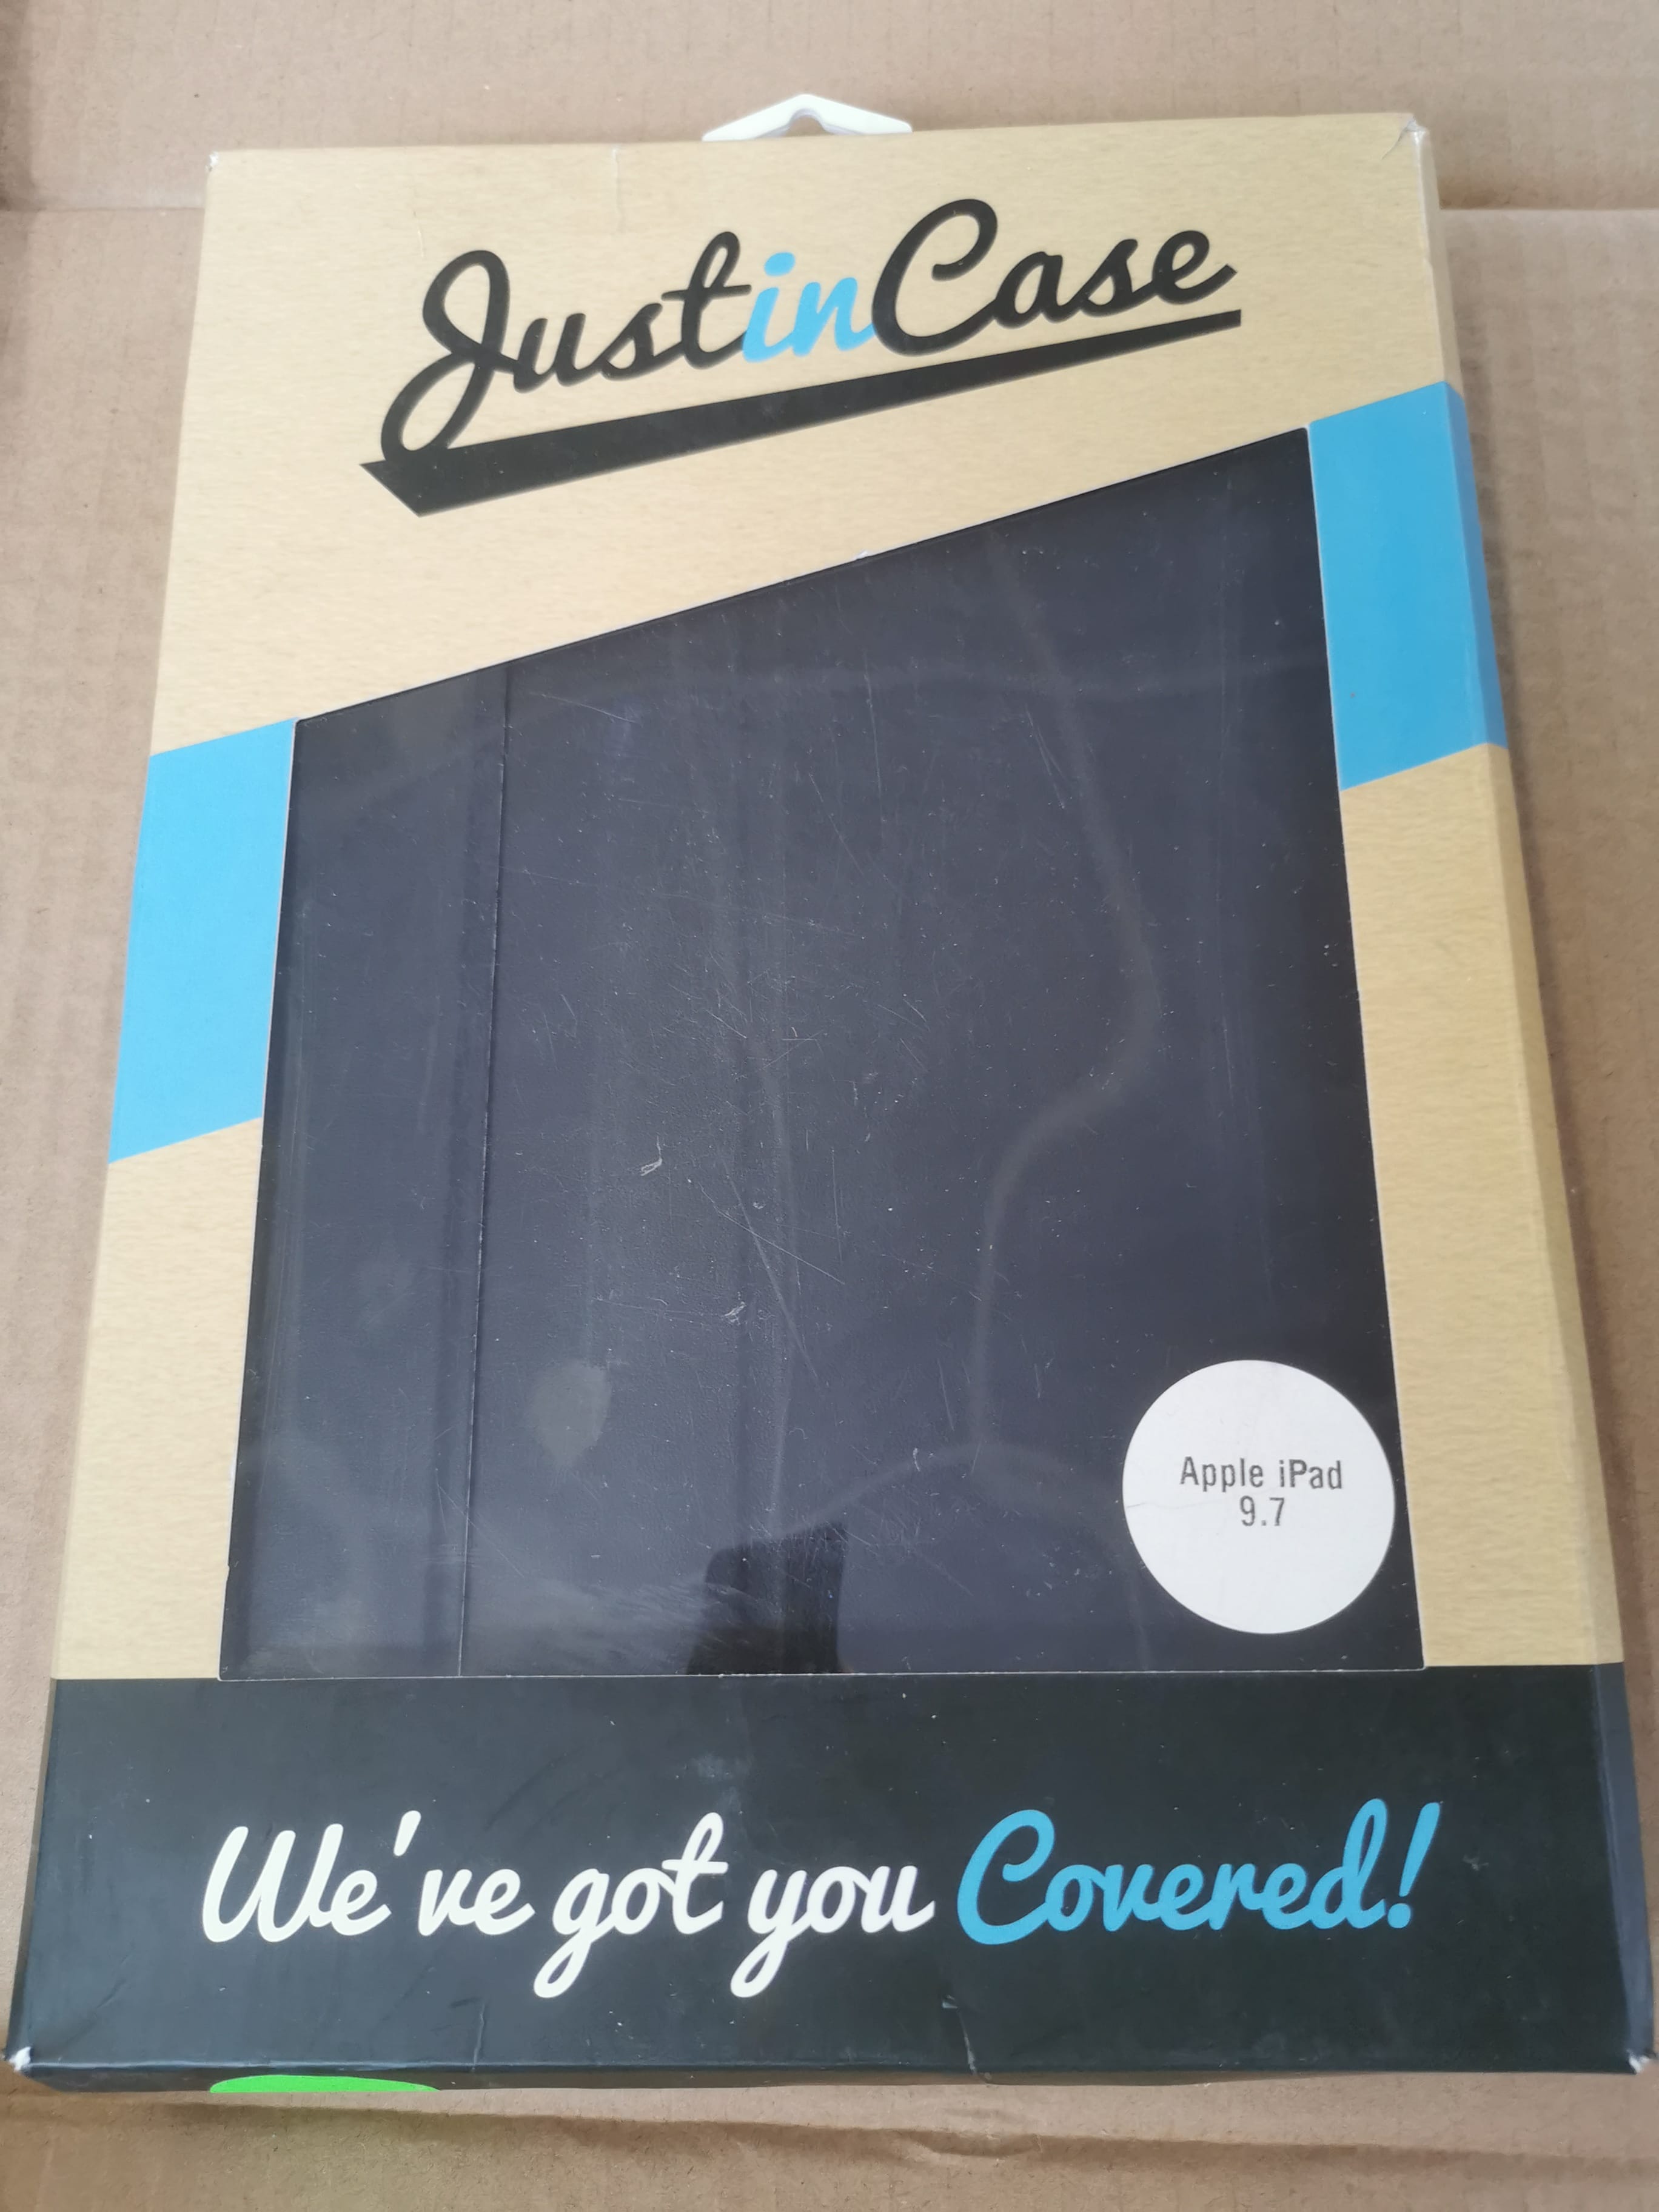 JustinCase
Apple iPad
9.7
We've got you Covered!